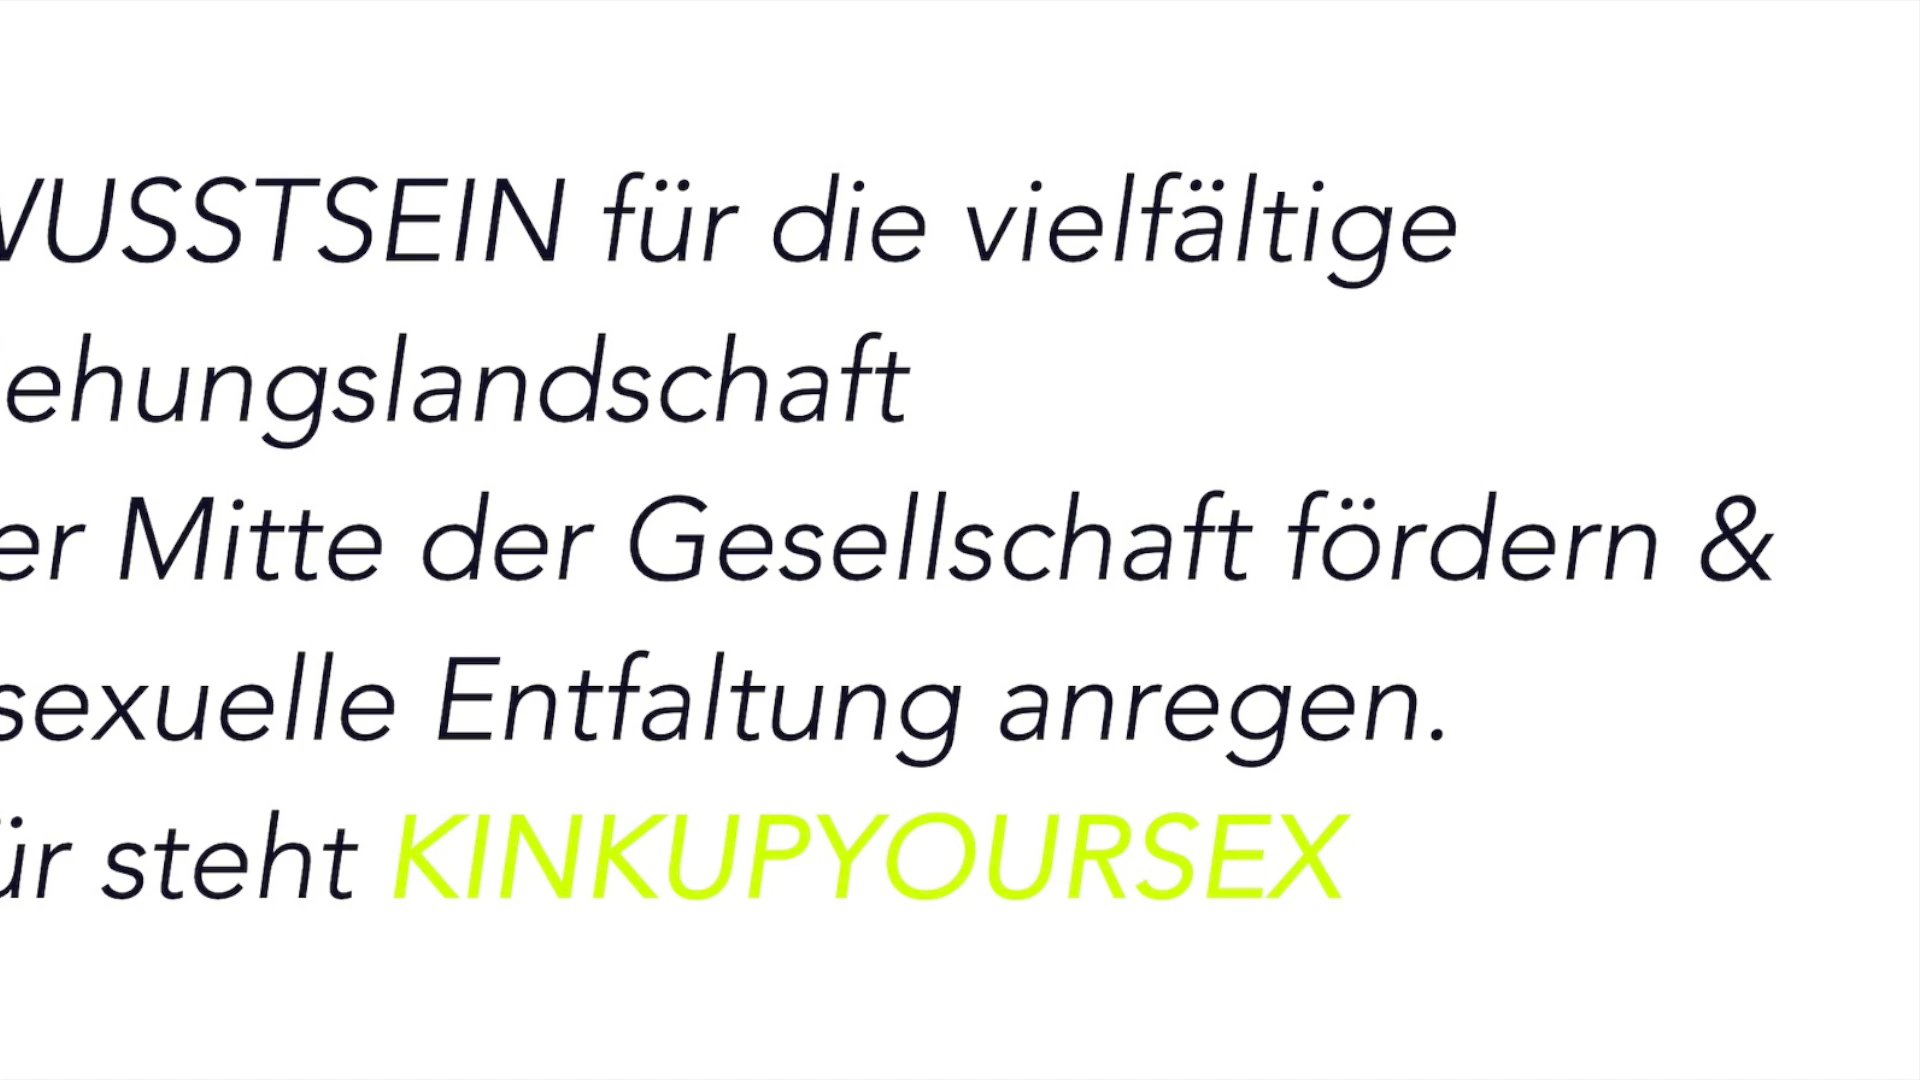 WUSSTSEIN für die vielfältige
ehungslandschaft
er Mitte der Gesellschaft fördern &
sexuelle Entfaltung anregen.
ür steht KINKUPYOURSEX